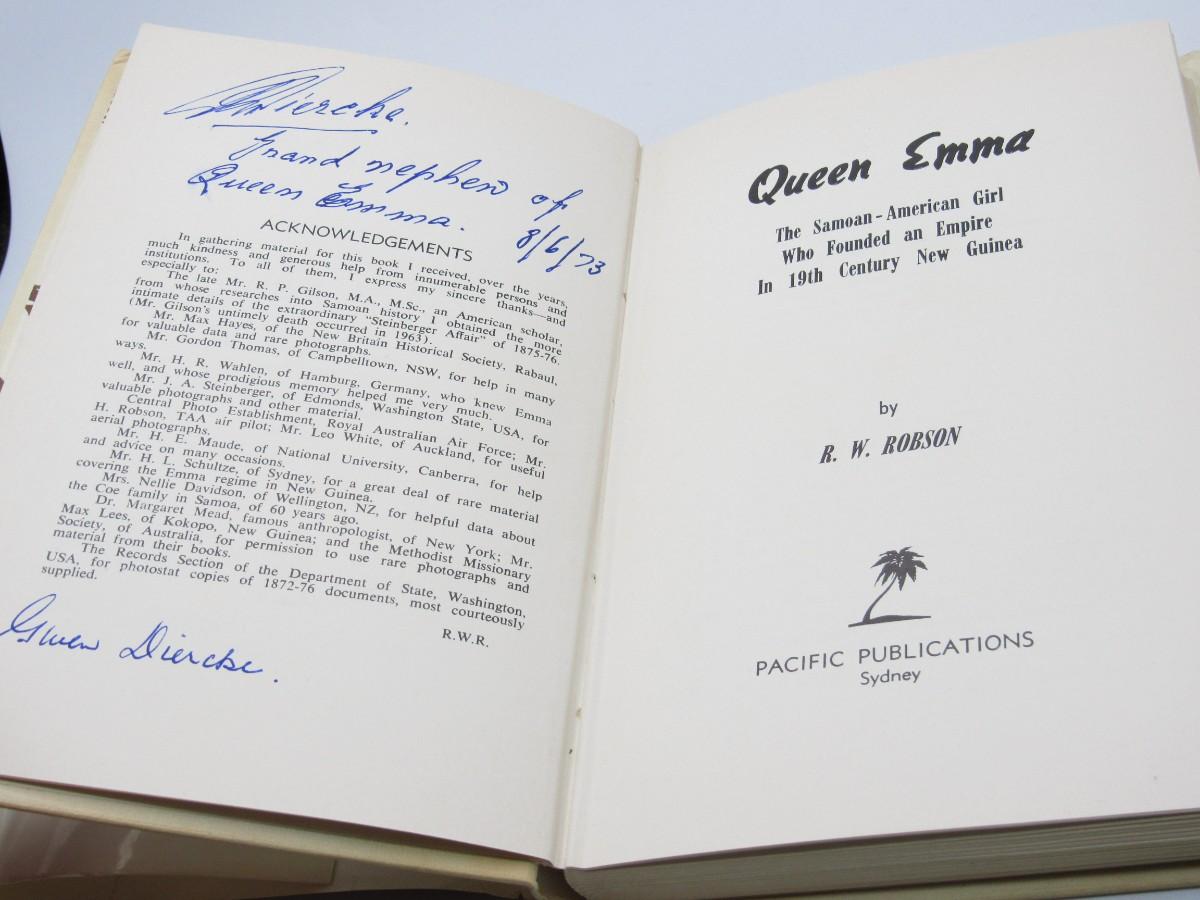 Diercke.
Grand nephew of
Queen Emma.
8/6/73
ACKNOWLEDGEMENTS
In gathering material for this book I received, over the years,
much kindness and generous help from innumerable persons and
institutions. To all of them, I express my sincere thanks—and
especially to:
The late Mr. R. P. Gilson, M.A., M.Sc., an American scholar,
from whose researches into Samoan history I obtained the more
intimate details of the extraordinary "Steinberger Affair" of 1875-76.
(Mr. Gilson's untimely death occurred in 1963).
Mr. Max Hayes, of the New Britain Historical Society, Rabaul,
for valuable data and rare photographs.
Mr. Gordon Thomas, of Campbelltown, NSW, for help in many
ways.
Mr. H. R. Wahlen, of Hamburg, Germany, who knew Emma
well, and whose prodigious memory helped me very much.
Mr. J. A. Steinberger, of Edmonds, Washington State, USA, for
valuable photographs and other material.
Central Photo Establishment, Royal Australian Air Force; Mr.
H. Robson, TAA air pilot; Mr. Leo White, of Auckland, for useful
aerial photographs.
Mr. H. E. Maude, of National University, Canberra, for help
and advice on many occasions.
Mr. H. L. Schultze, of Sydney, for a great deal of rare material
covering the Emma regime in New Guinea.
Mrs. Nellie Davidson, of Wellington, NZ, for helpful data about
the Coe family in Samoa, of 60 years ago.
Dr. Margaret Mead, famous anthropologist, of New York; Mr.
Max Lees, of Kokopo, New Guinea; and the Methodist Missionary
Society, of Australia, for permission to use rare photographs and
material from their books.
The Records Section of the Department of State, Washington,
USA, for photostat copies of 1872-76 documents, most courteously
supplied.
R.W.R.
Gwen Diercke.
Queen Emma
The Samoan-American Girl
Who Founded an Empire
In 19th Century New Guinea
by
R. W. ROBSON
PACIFIC PUBLICATIONS
Sydney